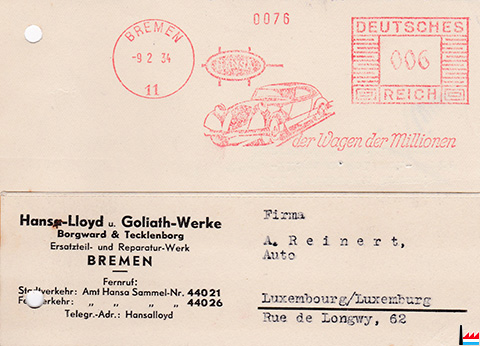 0076
BREMEN
-9 2 34
11
DEUTSCHES
006
REICH
der Wagen der Millionen
Hansa-Lloyd u. Goliath-Werke
Borgward & Tecklenborg
Ersatzteil- und Reparatur-Werk
BREMEN
Fernruf:
Stadtverkehr: Amt Hansa Sammel-Nr. 44021
Fernverkehr: „ „ „ „ 44026
Telegr.-Adr.: Hansalloyd
Firma
A. Reinert,
Auto
Luxembourg/Luxemburg
Rue de Longwy, 62